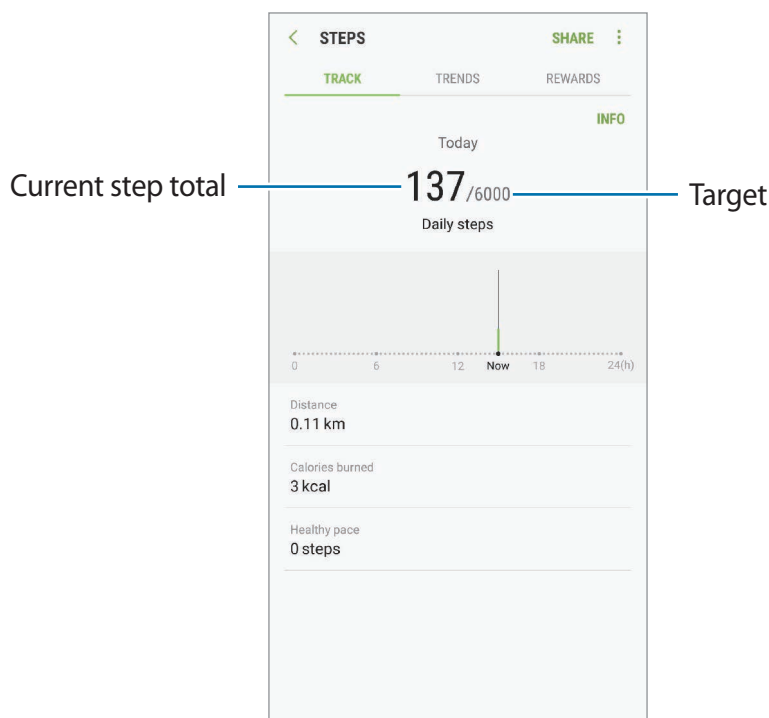 STEPS SHARE
TRACK TRENDS REWARDS
INFO
Today
Current step total 137/6000 Target
Daily steps
0 6 12 Now 18 24(h)
Distance
0.11 km
Calories burned
3 kcal
Healthy pace
0 steps